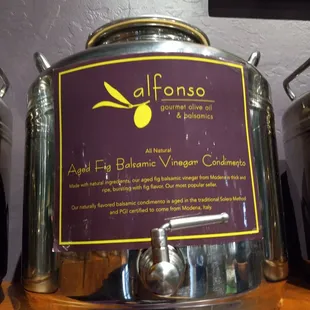 alfonso
gourmet olive oil
& balsamics
All Natural
Aged Fig Balsamic Vinegar Condimento
Made with natural ingredients, our aged fig balsamic vinegar from Modena is thick and
ripe, bursting with fig flavor. Our most popular seller.
Our naturally flavored balsamic condimento is aged in the traditional Solera Method
and PGI certified to come from Modena, Italy.